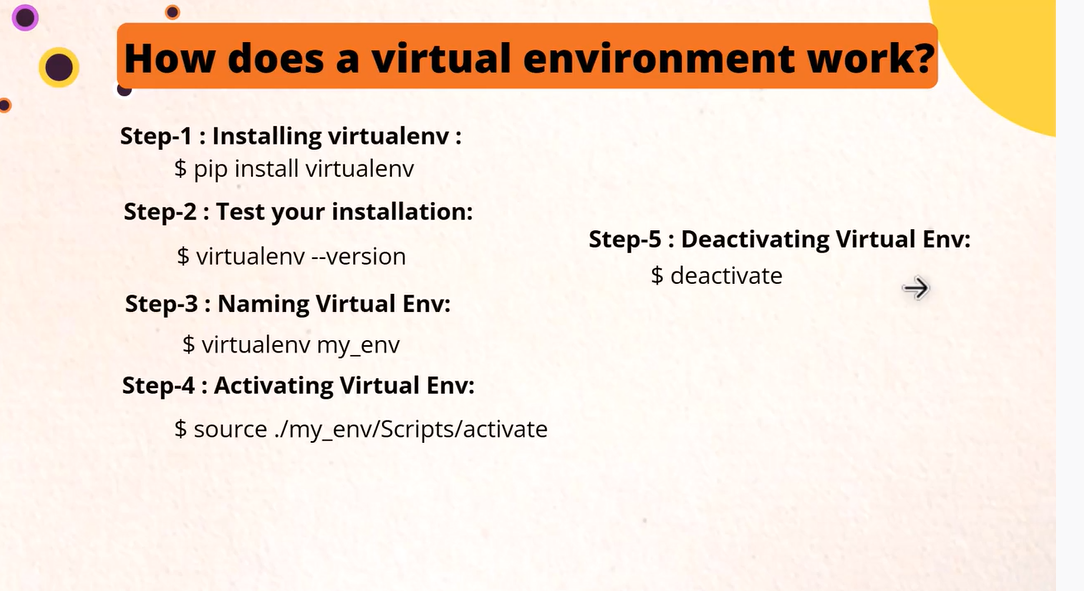 How does a virtual environment work?
Step-1 : Installing virtualenv :
$ pip install virtualenv
Step-2 : Test your installation:
$ virtualenv --version
Step-3 : Naming Virtual Env:
$ virtualenv my_env
Step-4 : Activating Virtual Env:
$ source ./my_env/Scripts/activate
Step-5 : Deactivating Virtual Env:
$ deactivate